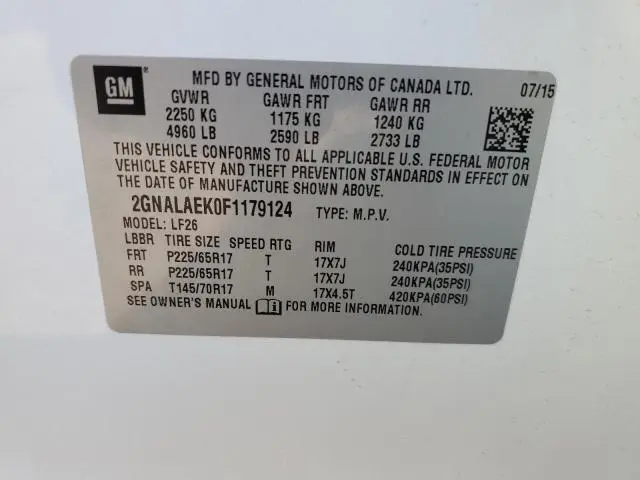 GM ® MFD BY GENERAL MOTORS OF CANADA LTD. 07/15
GVWR GAWR FRT GAWR RR
2250 KG 1175 KG 1240 KG
4960 LB 2590 LB 2733 LB
THIS VEHICLE CONFORMS TO ALL APPLICABLE U.S. FEDERAL MOTOR
VEHICLE SAFETY AND THEFT PREVENTION STANDARDS IN EFFECT ON
THE DATE OF MANUFACTURE SHOWN ABOVE.
2GNALAEK0F1179124 TYPE: M.P.V.
MODEL: LF26
LBBR TIRE SIZE SPEED RTG RIM COLD TIRE PRESSURE
FRT P225/65R17 T 17X7J 240KPA(35PSI)
RR P225/65R17 T 17X7J 240KPA(35PSI)
SPA T145/70R17 M 17X4.5T 420KPA(60PSI)
SEE OWNER'S MANUAL FOR MORE INFORMATION.